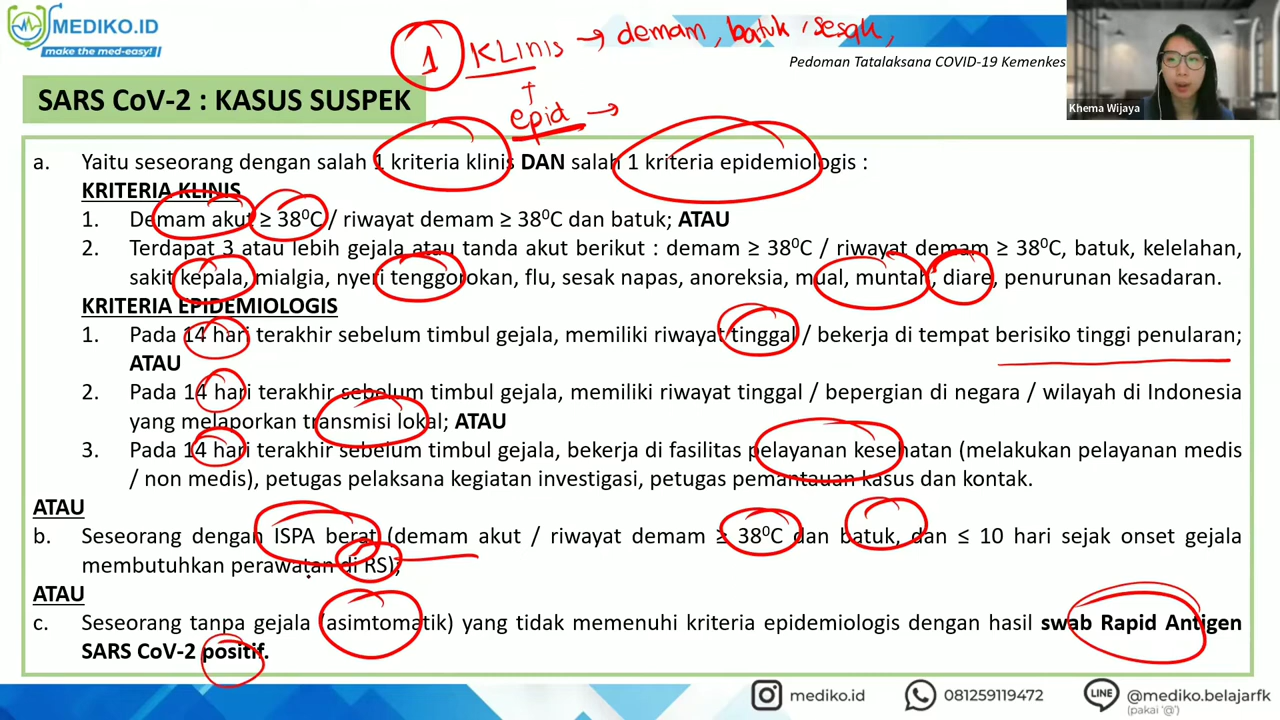 MEDIKO.ID
make the med-easy!
1 KLinis → demam, batuk, sesak,
Pedoman Tatalaksana COVID-19 Kemenkes
Khema Wijaya
SARS CoV-2 : KASUS SUSPEK
epid →
a. Yaitu seseorang dengan salah 1 kriteria klinis DAN salah 1 kriteria epidemiologis :
KRITERIA KLINIS
1. Demam akut ≥ 38⁰C / riwayat demam ≥ 38⁰C dan batuk; ATAU
2. Terdapat 3 atau lebih gejala atau tanda akut berikut : demam ≥ 38⁰C / riwayat demam ≥ 38⁰C, batuk, kelelahan,
sakit kepala, mialgia, nyeri tenggorokan, flu, sesak napas, anoreksia, mual, muntah, diare, penurunan kesadaran.
KRITERIA EPIDEMIOLOGIS
1. Pada 14 hari terakhir sebelum timbul gejala, memiliki riwayat tinggal / bekerja di tempat berisiko tinggi penularan;
ATAU
2. Pada 14 hari terakhir sebelum timbul gejala, memiliki riwayat tinggal / bepergian di negara / wilayah di Indonesia
yang melaporkan transmisi lokal; ATAU
3. Pada 14 hari terakhir sebelum timbul gejala, bekerja di fasilitas pelayanan kesehatan (melakukan pelayanan medis
/ non medis), petugas pelaksana kegiatan investigasi, petugas pemantauan kasus dan kontak.
ATAU
b. Seseorang dengan ISPA berat (demam akut / riwayat demam ≥ 38⁰C dan batuk, dan ≤ 10 hari sejak onset gejala
membutuhkan perawatan di RS);
ATAU
c. Seseorang tanpa gejala (asimtomatik) yang tidak memenuhi kriteria epidemiologis dengan hasil swab Rapid Antigen
SARS CoV-2 positif.
mediko.id
081259119472
LINE
@mediko.belajarfk
(pakai '@')